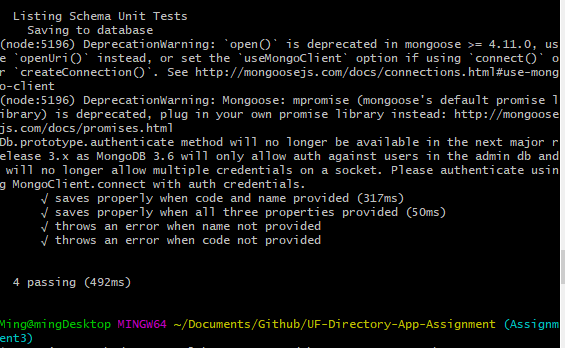 Listing Schema Unit Tests
Saving to database
(node:5196) DeprecationWarning: `open()` is deprecated in mongoose >= 4.11.0, us
e `openUri()` instead, or set the `useMongoClient` option if using `connect()` o
r `createConnection()`. See http://mongoosejs.com/docs/connections.html#use-mong
o-client
(node:5196) DeprecationWarning: Mongoose: mpromise (mongoose's default promise l
ibrary) is deprecated, plug in your own promise library instead: http://mongoose
js.com/docs/promises.html
Db.prototype.authenticate method will no longer be available in the next major r
elease 3.x as MongoDB 3.6 will only allow auth against users in the admin db and
will no longer allow multiple credentials on a socket. Please authenticate usin
g MongoClient.connect with auth credentials.
√ saves properly when code and name provided (317ms)
√ saves properly when all three properties provided (50ms)
√ throws an error when name not provided
√ throws an error when code not provided
4 passing (492ms)
Ming@mingDesktop MINGW64 ~/Documents/Github/UF-Directory-App-Assignment (Assignm
ent3)